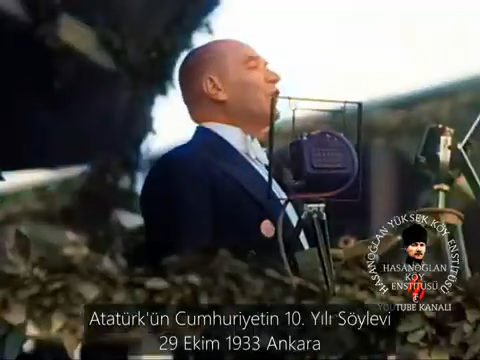 HASANOĞLAN YÜKSEK KÖY ENSTİTÜSÜ
HASANOĞLAN
KÖY
ENSTİTÜSÜ
YOUTUBE KANALI
Atatürk'ün Cumhuriyetin 10. Yılı Söylevi
29 Ekim 1933 Ankara